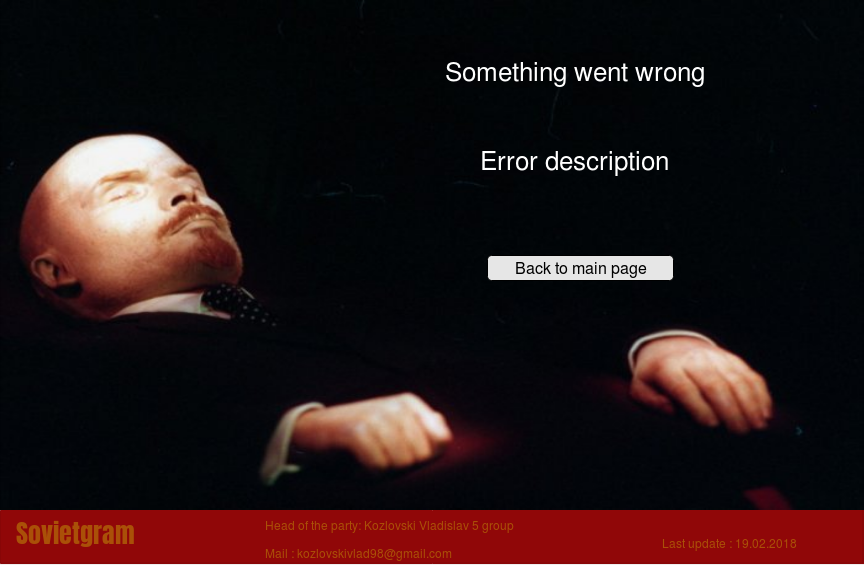 Something went wrong
Error description
Back to main page
Sovietgram
Head of the party: Kozlovski Vladislav 5 group
Mail : kozlovskivlad98@gmail.com
Last update : 19.02.2018